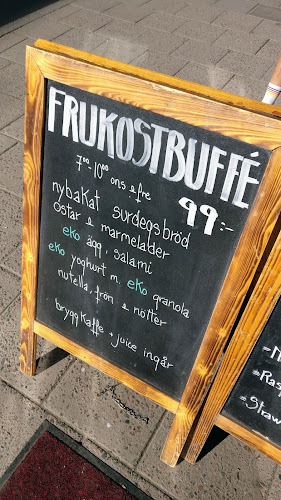 FRUKOSTBUFFÉ
7⁰⁰-10⁰⁰ ons & fre
99:-
nybakat surdegsbröd
ostar & marmelader
eko ägg, salami
eko yoghurt m. eko granola
nutella, frön & nötter
bryggkaffe + juice ingår